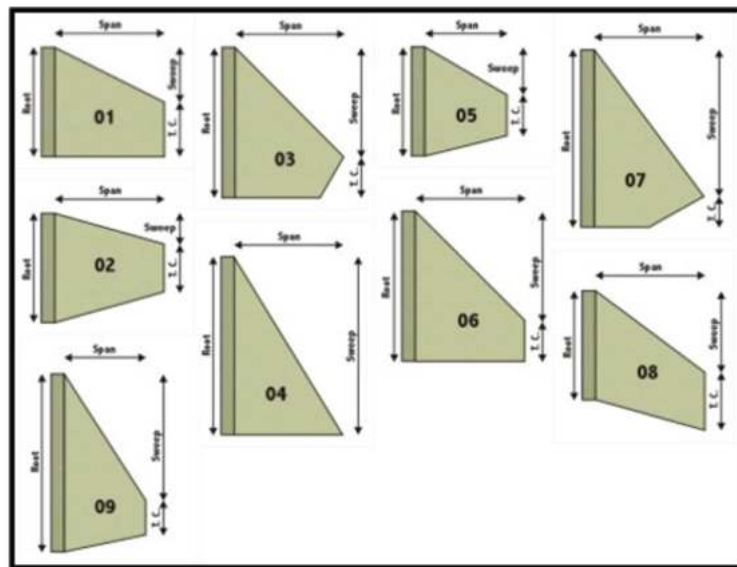 Span
Root
01
Sweep
T. C.
Span
Root
03
Sweep
T. C.
Span
Root
05
Sweep
T. C.
Span
Root
07
Sweep
T. C.
Span
Root
02
Sweep
T. C.
Span
Root
04
Sweep
Span
Root
06
Sweep
T. C.
Span
Root
08
Sweep
T. C.
Span
Root
09
Sweep
T. C.